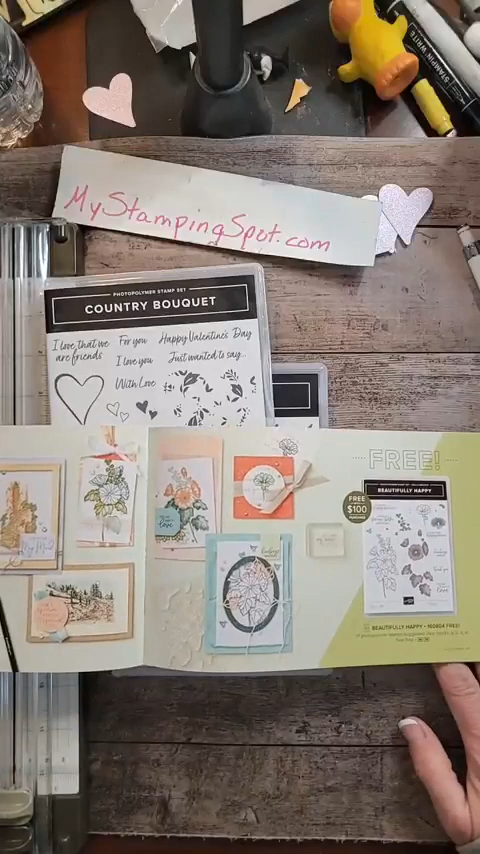 STAMPIN' WRITE
MyStampingSpot.com
PHOTOPOLYMER STAMP SET
COUNTRY BOUQUET
I love that we
are friends
For you
Happy Valentine's Day
I love you
Just wanted to say...
With Love
FREE!
BEAUTIFULLY HAPPY
FREE
$100
BEAUTIFULLY HAPPY • 160804 FREE!